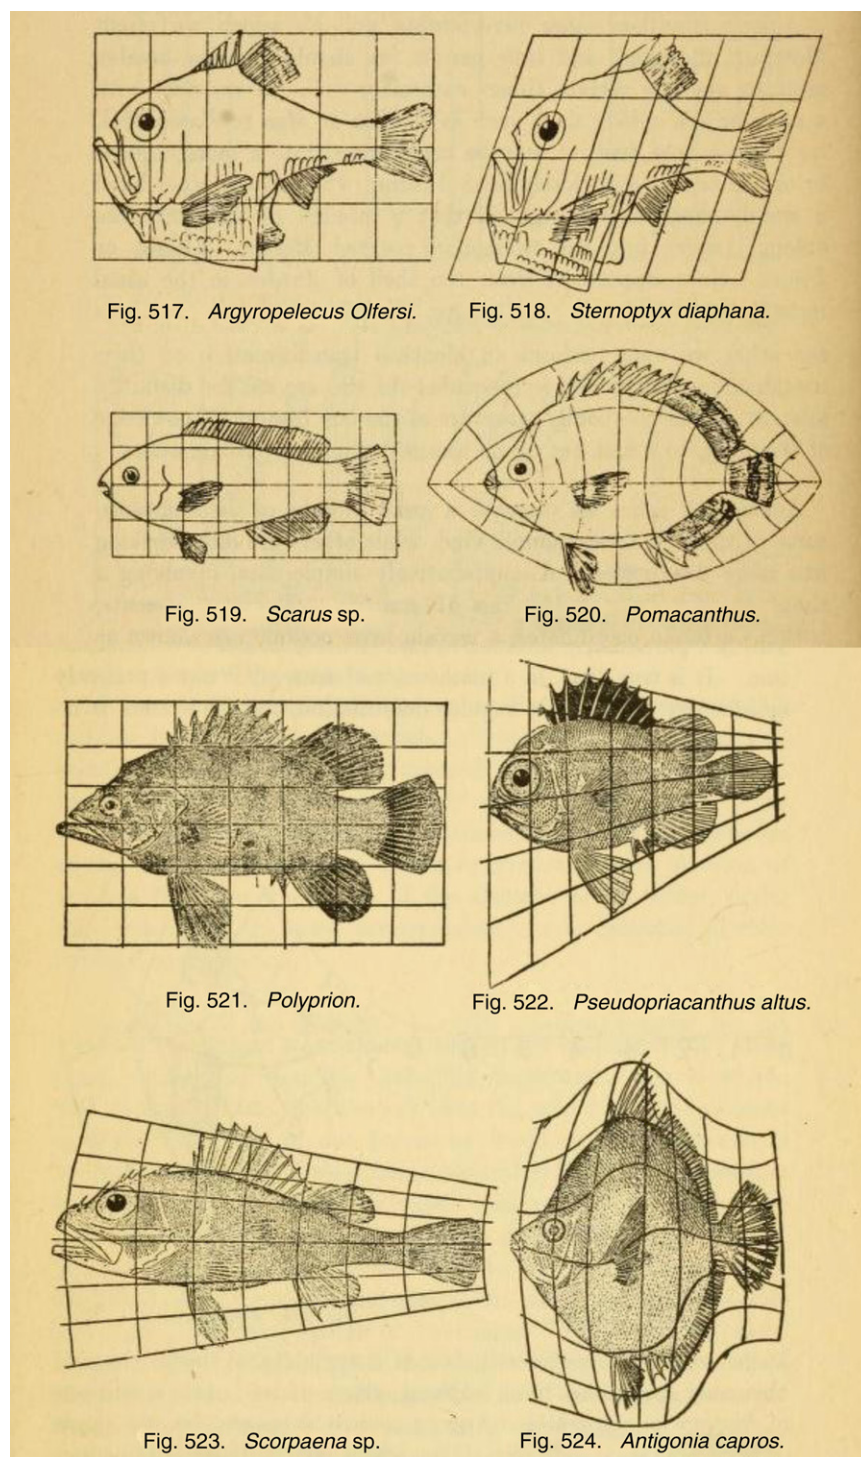 Fig. 517. Argyropelecus Olfersi.
Fig. 518. Sternoptyx diaphana.
Fig. 519. Scarus sp.
Fig. 520. Pomacanthus.
Fig. 521. Polyprion.
Fig. 522. Pseudopriacanthus altus.
Fig. 523. Scorpaena sp.
Fig. 524. Antigonia capros.